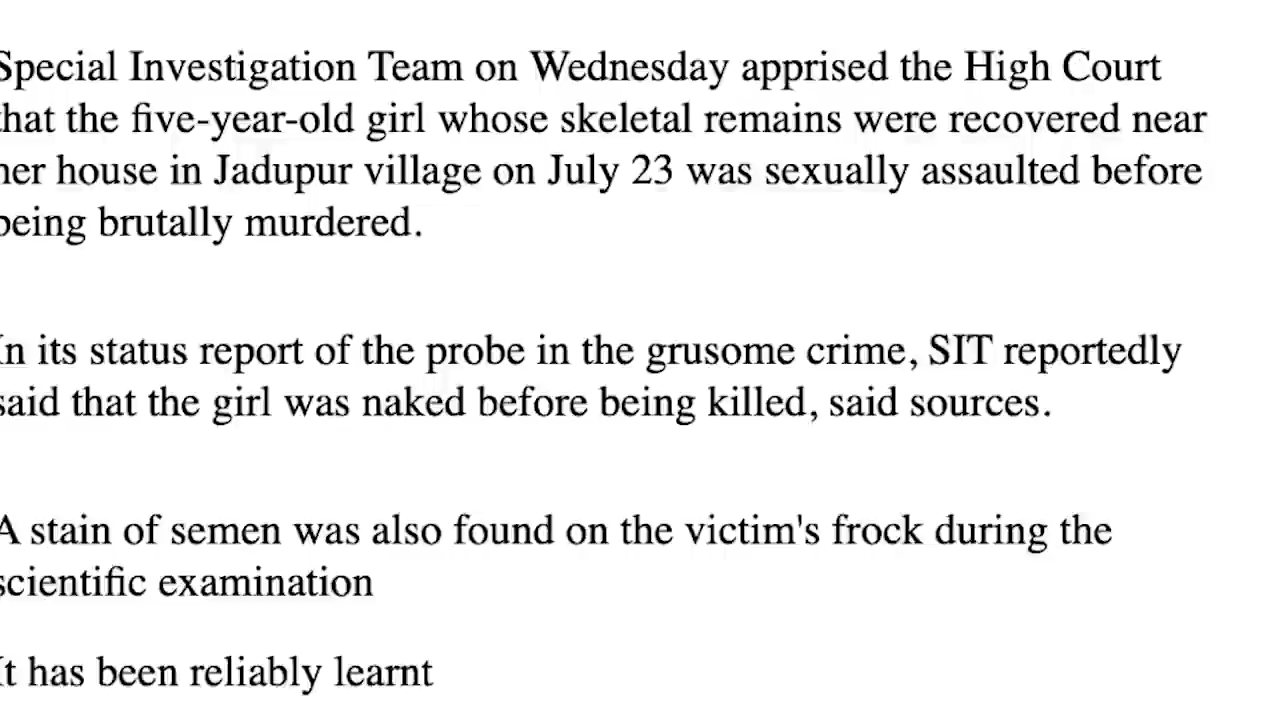 Special Investigation Team on Wednesday apprised the High Court
that the five-year-old girl whose skeletal remains were recovered near
her house in Jadupur village on July 23 was sexually assaulted before
being brutally murdered.
In its status report of the probe in the grusome crime, SIT reportedly
said that the girl was naked before being killed, said sources.
A stain of semen was also found on the victim's frock during the
scientific examination
It has been reliably learnt